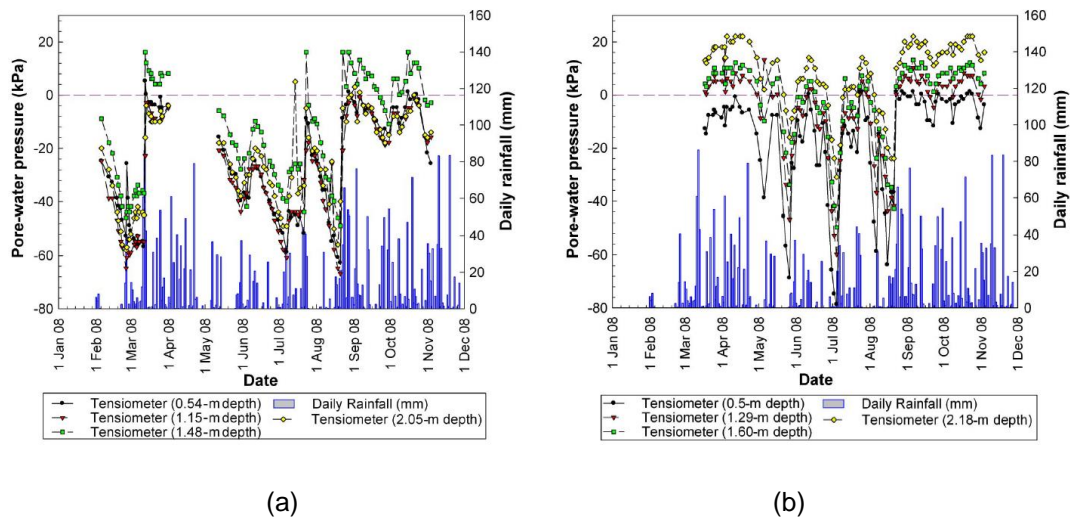 Pore-water pressure (kPa)
20
0
-20
-40
-60
-80
160
140
120
100
80
60
40
20
0
Daily rainfall (mm)
1 Jan 08
1 Feb 08
1 Mar 08
1 Apr 08
1 May 08
1 Jun 08
1 Jul 08
1 Aug 08
1 Sep 08
1 Oct 08
1 Nov 08
1 Dec 08
Date
Tensiometer (0.54-m depth)
Tensiometer (1.15-m depth)
Tensiometer (1.48-m depth)
Daily Rainfall (mm)
Tensiometer (2.05-m depth)
(a)
Pore-water pressure (kPa)
20
0
-20
-40
-60
-80
160
140
120
100
80
60
40
20
0
Daily rainfall (mm)
1 Jan 08
1 Feb 08
1 Mar 08
1 Apr 08
1 May 08
1 Jun 08
1 Jul 08
1 Aug 08
1 Sep 08
1 Oct 08
1 Nov 08
1 Dec 08
Date
Tensiometer (0.5-m depth)
Tensiometer (1.29-m depth)
Tensiometer (1.60-m depth)
Daily Rainfall (mm)
Tensiometer (2.18-m depth)
(b)